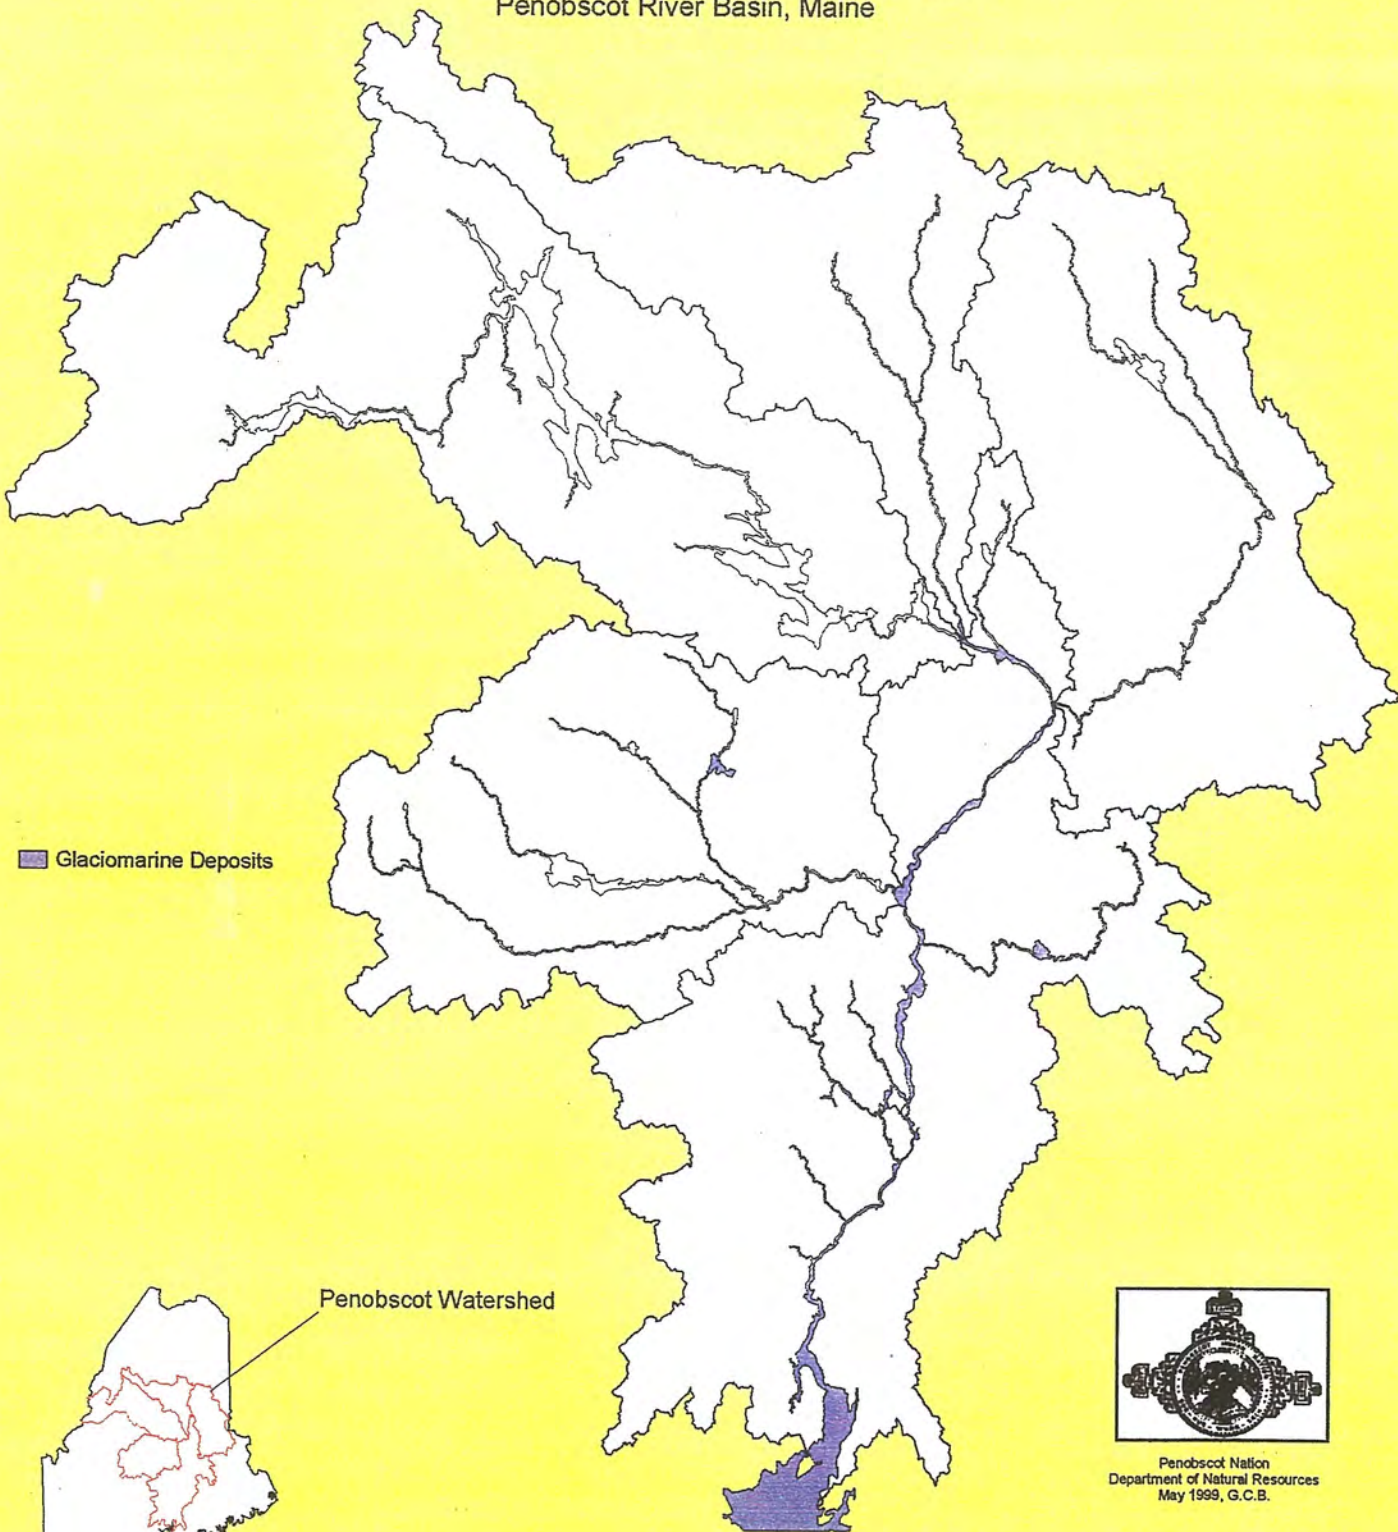 Penobscot River Basin, Maine
Glaciomarine Deposits
Penobscot Watershed
Penobscot Nation
Department of Natural Resources
May 1999, G.C.B.